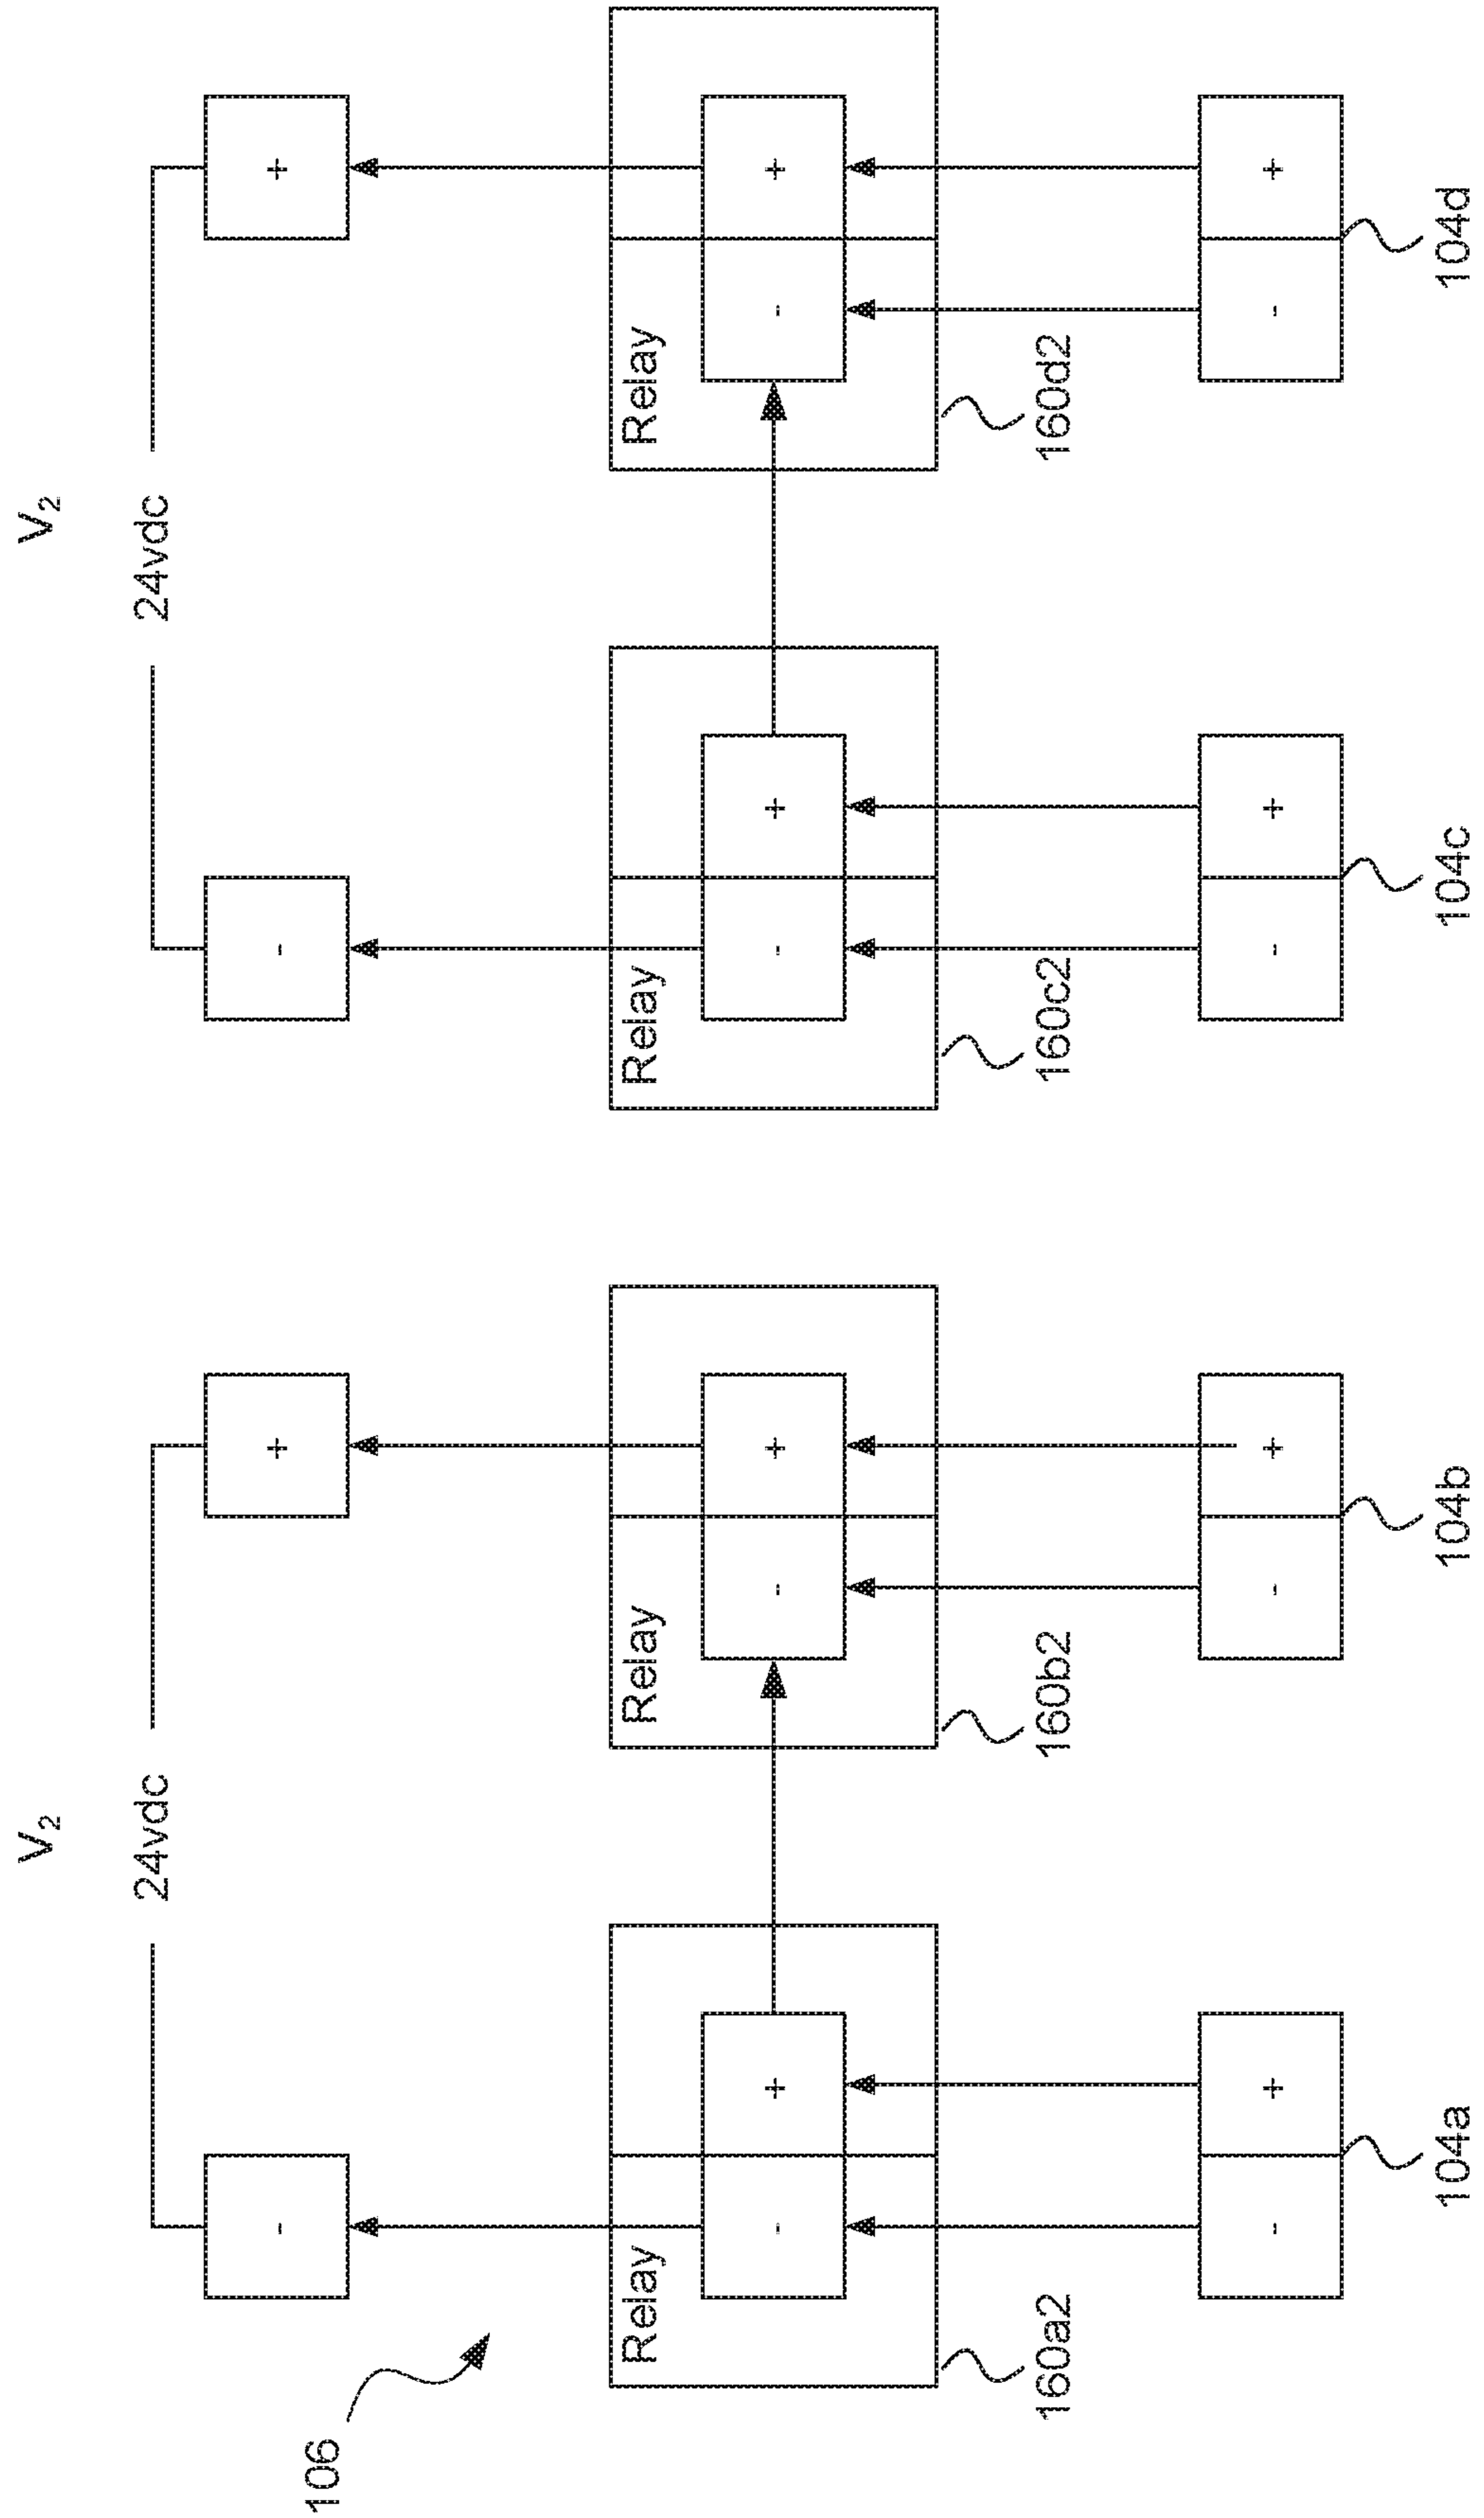 V₂
V₂
24vdc
24vdc
106
-
+
-
+
Relay
Relay
Relay
Relay
-
+
-
+
-
+
-
+
160a2
160b2
160c2
160d2
-
+
-
+
-
+
-
+
104a
104b
104c
104d